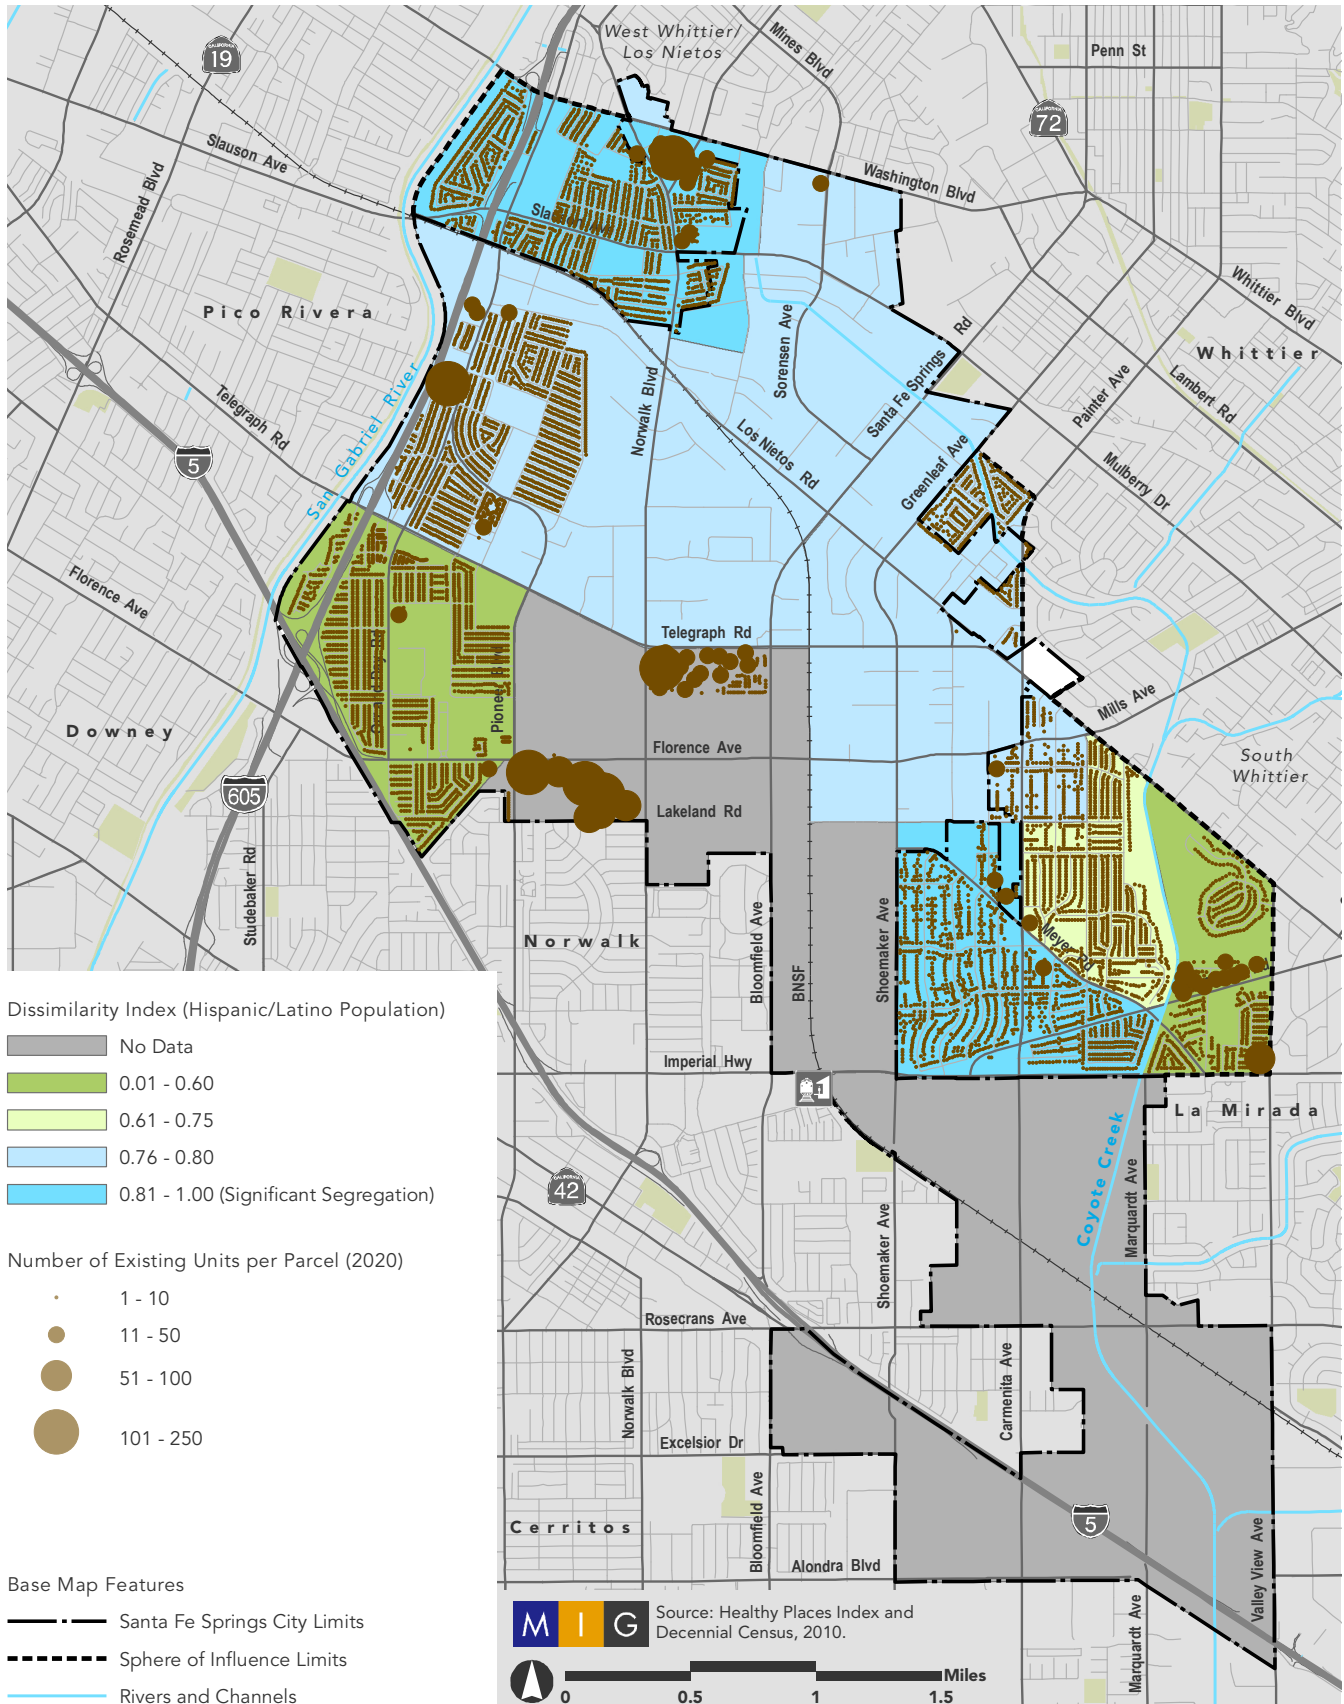 West Whittier/
Los Nietos
Mines Blvd
Penn St
CALIFORNIA
19
CALIFORNIA
72
Slauson Ave
Rosemead Blvd
Washington Blvd
Slauson Ave
Whittier Blvd
Pico Rivera
Whittier
Sorensen Ave
Santa Fe Springs Rd
Painter Ave
Lambert Rd
Norwalk Blvd
Telegraph Rd
San Gabriel River
Los Nietos Rd
Greenleaf Ave
Mulberry Dr
5
Florence Ave
Telegraph Rd
Pioneer Blvd
Mills Ave
Downey
Florence Ave
South
Whittier
605
Lakeland Rd
Studebaker Rd
Norwalk
Bloomfield Ave
BNSF
Shoemaker Ave
Meyer Rd
Imperial Hwy
La Mirada
Coyote Creek
Marquardt Ave
CALIFORNIA
42
Shoemaker Ave
Rosecrans Ave
Norwalk Blvd
Carmenita Ave
Excelsior Dr
Bloomfield Ave
Cerritos
5
Alondra Blvd
Valley View Ave
Marquardt Ave
Dissimilarity Index (Hispanic/Latino Population)
No Data
0.01 - 0.60
0.61 - 0.75
0.76 - 0.80
0.81 - 1.00 (Significant Segregation)
Number of Existing Units per Parcel (2020)
1 - 10
11 - 50
51 - 100
101 - 250
Base Map Features
Santa Fe Springs City Limits
Sphere of Influence Limits
Rivers and Channels
M I G
Source: Healthy Places Index and
Decennial Census, 2010.
Miles
0 0.5 1 1.5